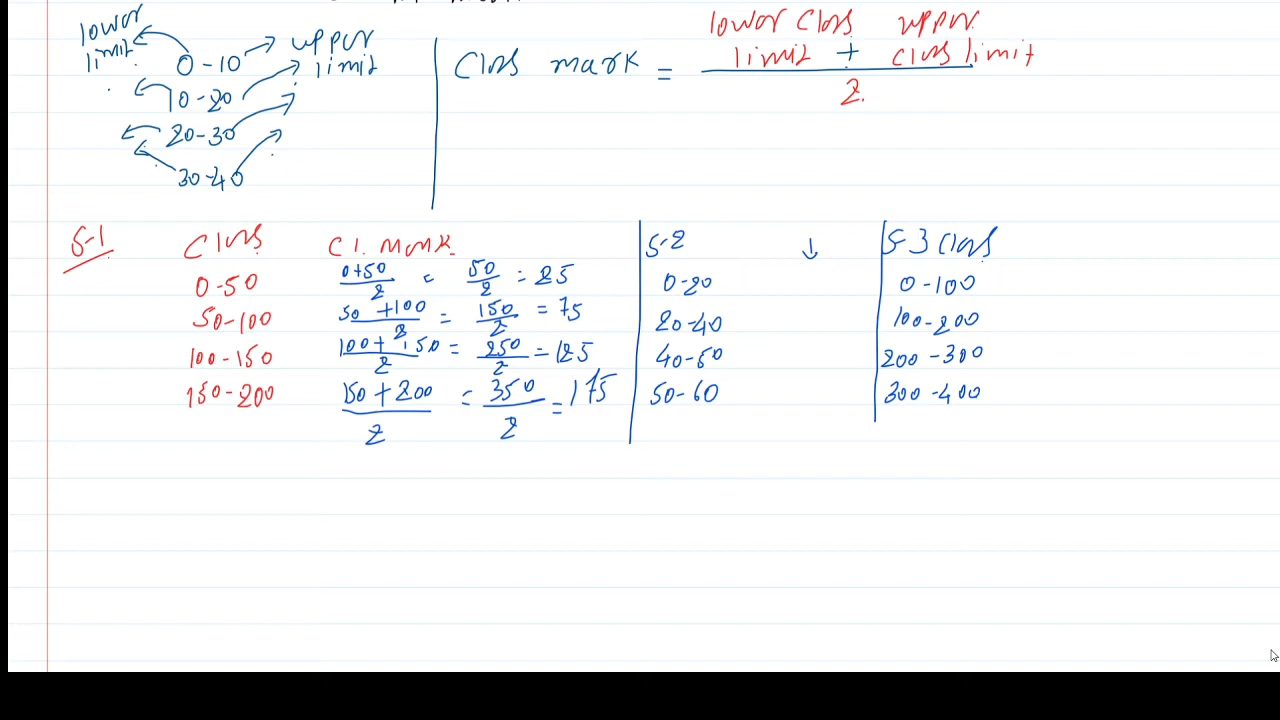 lower limit
upper limit
0-10
10-20
20-30
30-40
Class mark = lower Class limit + upper class limit / 2
S-1
Class Cl. mark
0-50 0+50/2 = 50/2 = 25
50-100 50+100/2 = 150/2 = 75
100-150 100+150/2 = 250/2 = 125
150-200 150+200/2 = 350/2 = 175
S-2 ↓
0-20
20-40
40-50
50-60
S-3 Class
0-100
100-200
200-300
300-400